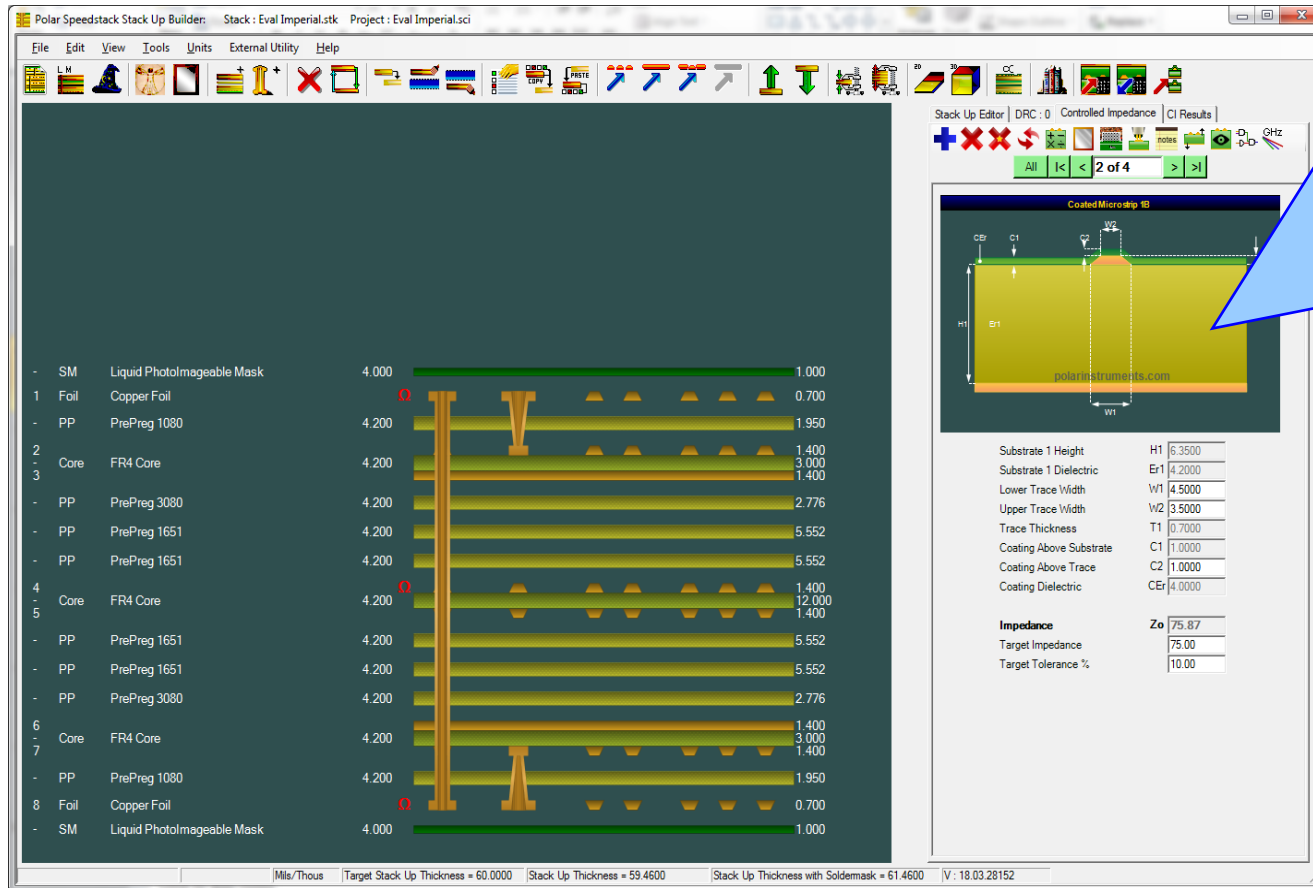 Polar Speedstack Stack Up Builder: Stack : Eval Imperial.stk Project : Eval Imperial.sci
File Edit View Tools Units External Utility Help
L M
COPY
PASTE
2D
3D
Stack Up Editor DRC : 0 Controlled Impedance CI Results
notes
GHz
All |< < 2 of 4 > >|
Coated Microstrip 1B
W2
CEr C1 C2
H1 Er1
polarinstruments.com
W1
- SM Liquid PhotoImageable Mask 4.000 1.000
1 Foil Copper Foil Ω 0.700
- PP PrePreg 1080 4.200 1.950
2 1.400
- Core FR4 Core 4.200 3.000
3 1.400
- PP PrePreg 3080 4.200 2.776
- PP PrePreg 1651 4.200 5.552
- PP PrePreg 1651 4.200 5.552
4 Ω 1.400
- Core FR4 Core 4.200 12.000
5 1.400
- PP PrePreg 1651 4.200 5.552
- PP PrePreg 1651 4.200 5.552
- PP PrePreg 3080 4.200 2.776
6 1.400
- Core FR4 Core 4.200 3.000
7 1.400
- PP PrePreg 1080 4.200 1.950
8 Foil Copper Foil Ω 0.700
- SM Liquid PhotoImageable Mask 4.000 1.000
Substrate 1 Height H1 6.3500
Substrate 1 Dielectric Er1 4.2000
Lower Trace Width W1 4.5000
Upper Trace Width W2 3.5000
Trace Thickness T1 0.7000
Coating Above Substrate C1 1.0000
Coating Above Trace C2 1.0000
Coating Dielectric CEr 4.0000
Impedance Zo 75.87
Target Impedance 75.00
Target Tolerance % 10.00
Mils/Thous Target Stack Up Thickness = 60.0000 Stack Up Thickness = 59.4600 Stack Up Thickness with Soldermask = 61.4600 V : 18.03.28152